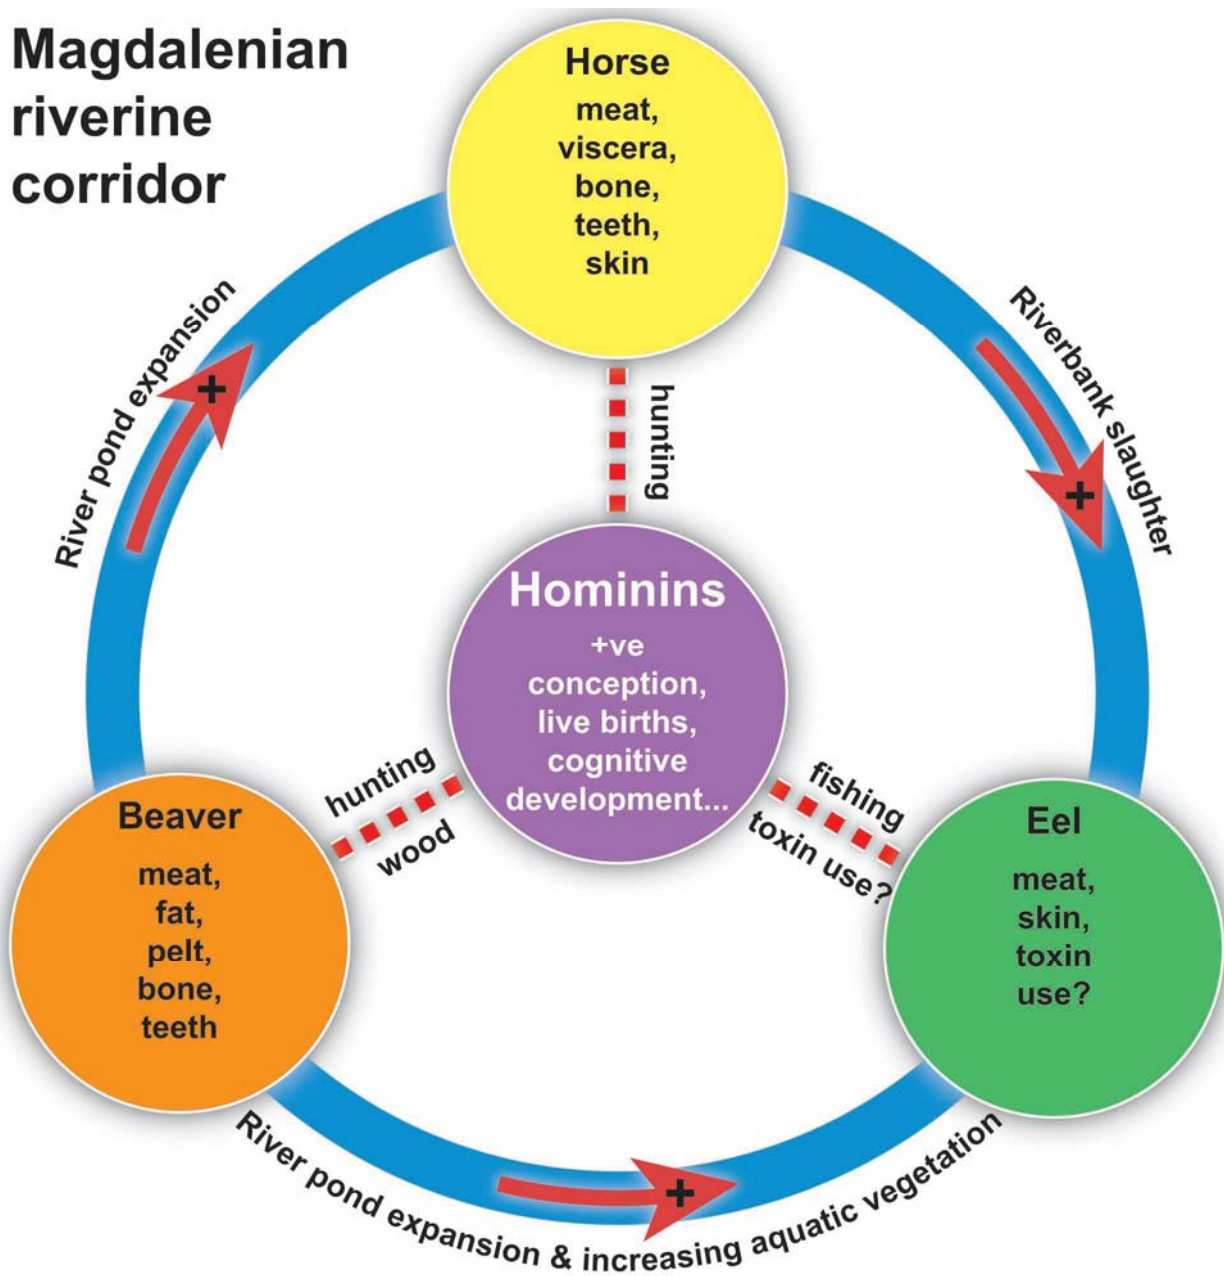 Magdalenian
riverine
corridor
Horse
meat,
viscera,
bone,
teeth,
skin
River pond expansion
Riverbank slaughter
hunting
Hominins
+ve
conception,
live births,
cognitive
development...
hunting
wood
fishing
toxin use?
Beaver
meat,
fat,
pelt,
bone,
teeth
Eel
meat,
skin,
toxin
use?
River pond expansion & increasing aquatic vegetation
+
+
+